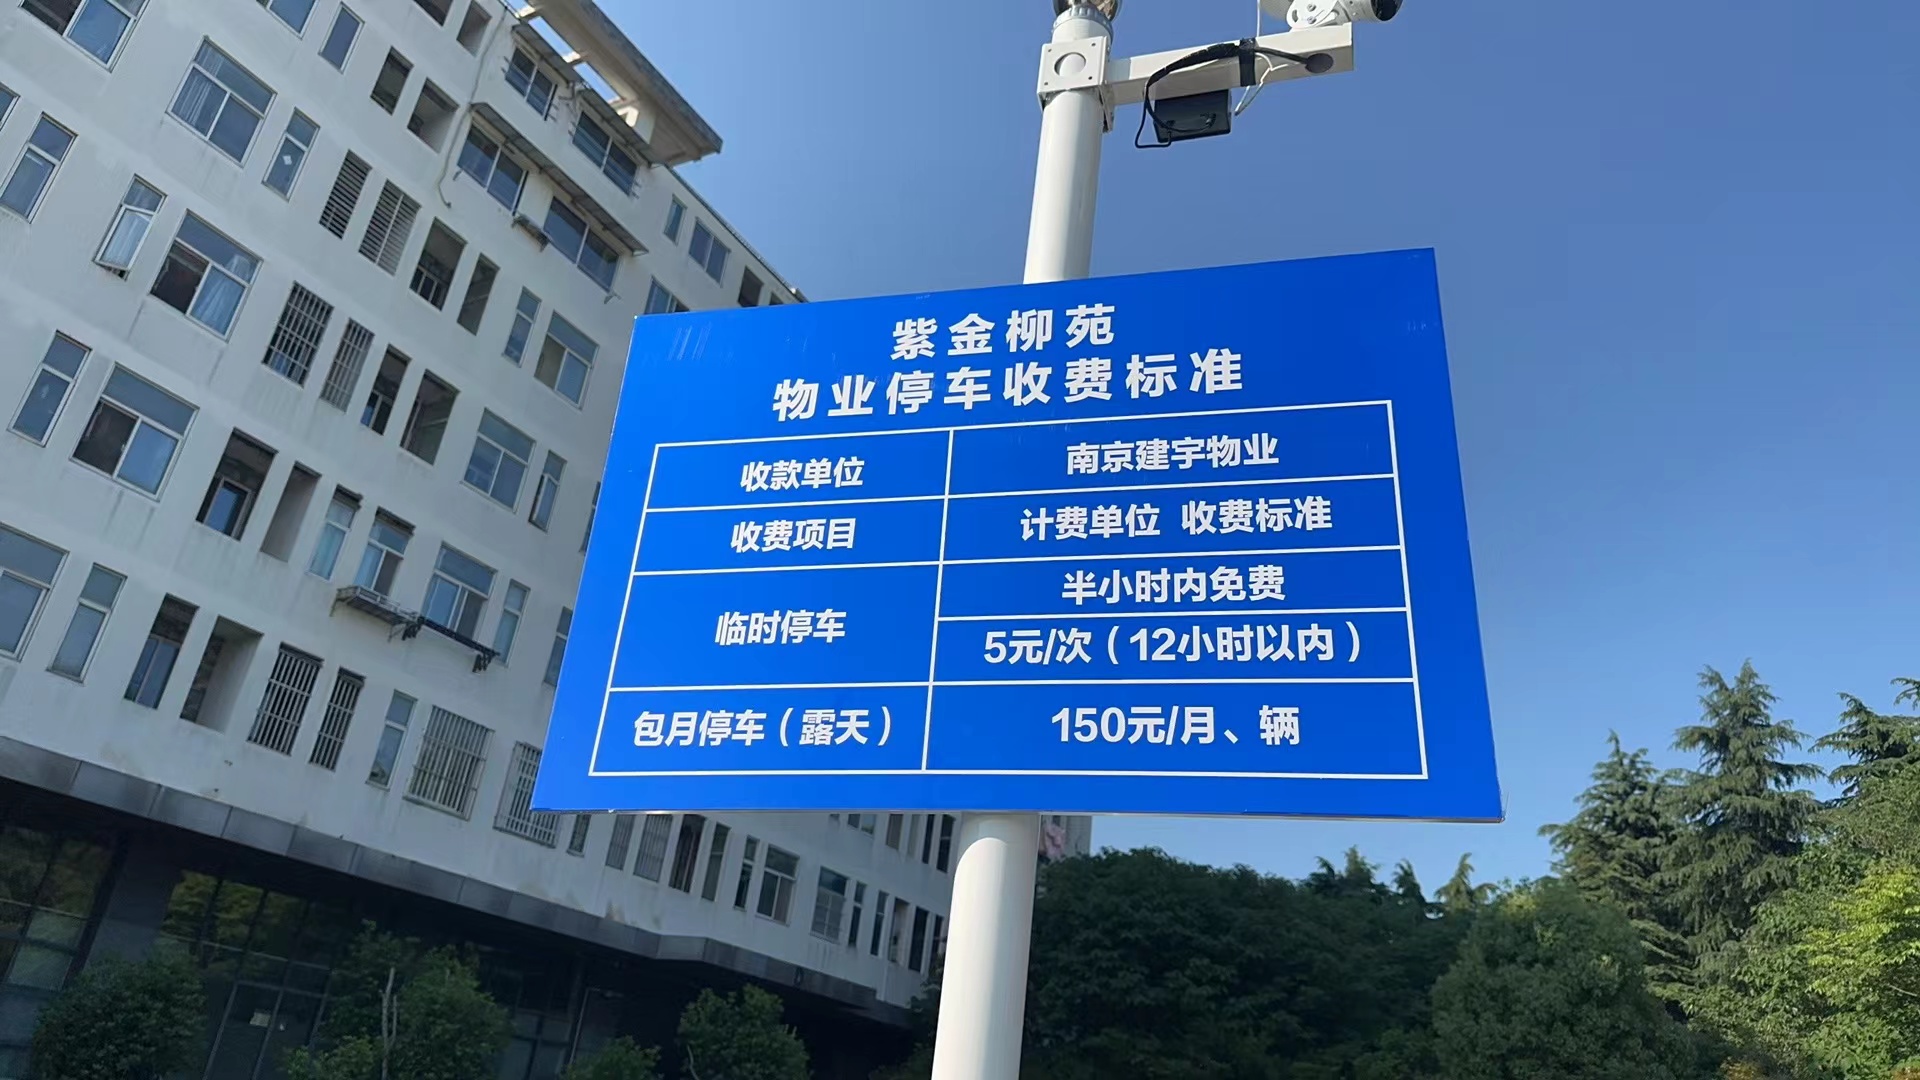 紫金柳苑
物业停车收费标准
收款单位 南京建宇物业
收费项目 计费单位 收费标准
临时停车 半小时内免费
5元/次（12小时以内）
包月停车（露天） 150元/月、辆